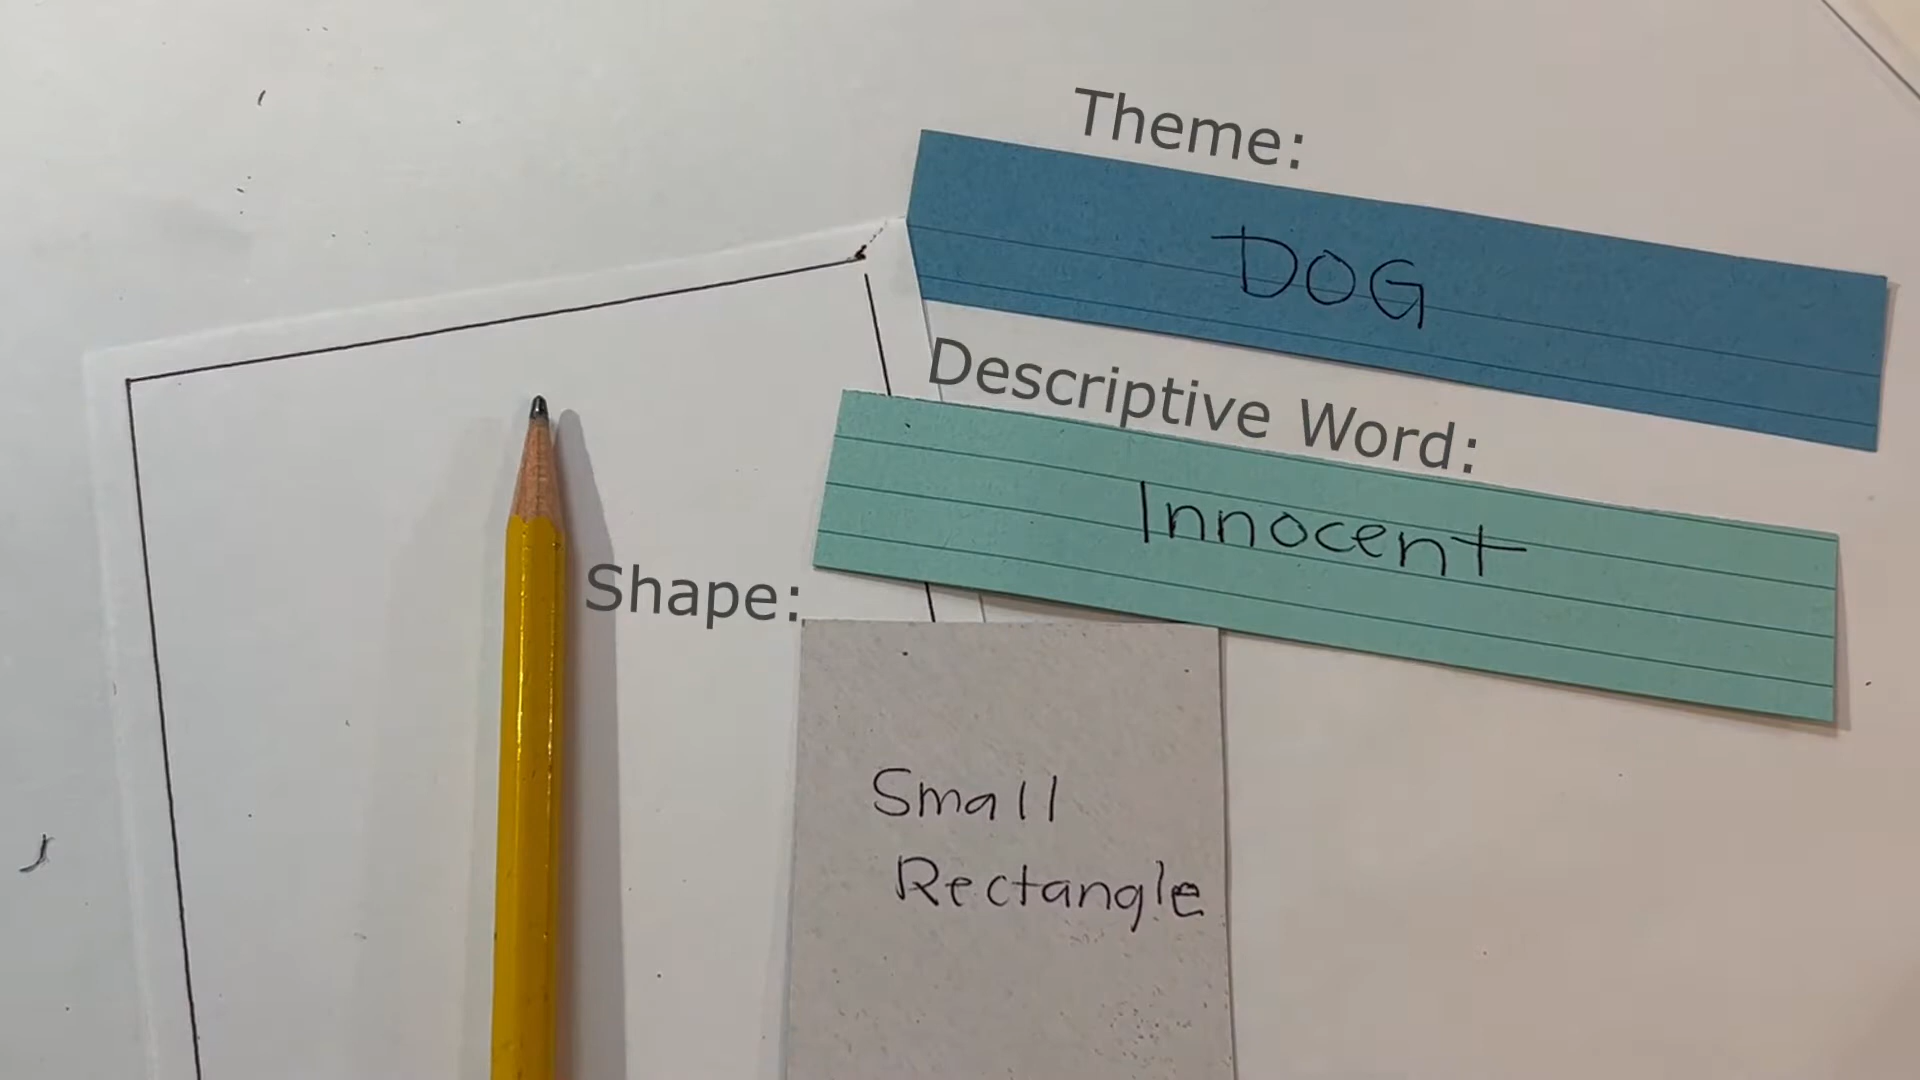 Theme:
DOG
Descriptive Word:
Innocent
Shape:
Small
Rectangle